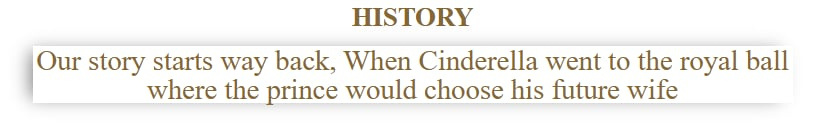 HISTORY
Our story starts way back, When Cinderella went to the royal ball
where the prince would choose his future wife